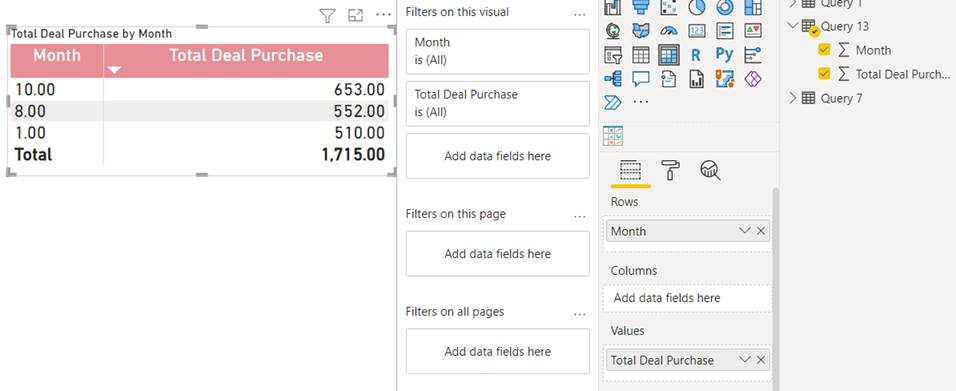 Total Deal Purchase by Month
Month Total Deal Purchase
10.00 653.00
8.00 552.00
1.00 510.00
Total 1,715.00
Filters on this visual ...
Month
is (All)
Total Deal Purchase
is (All)
Add data fields here
Filters on this page ...
Add data fields here
Filters on all pages ...
Add data fields here
123
R Py
...
Rows
Month
Columns
Add data fields here
Values
Total Deal Purchase
Query 1
Query 13
∑ Month
∑ Total Deal Purch...
Query 7